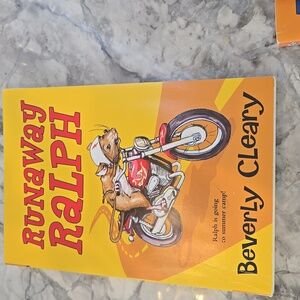 RUNAWAY
RALPH
Ralph is going
to summer camp!
Beverly Cleary